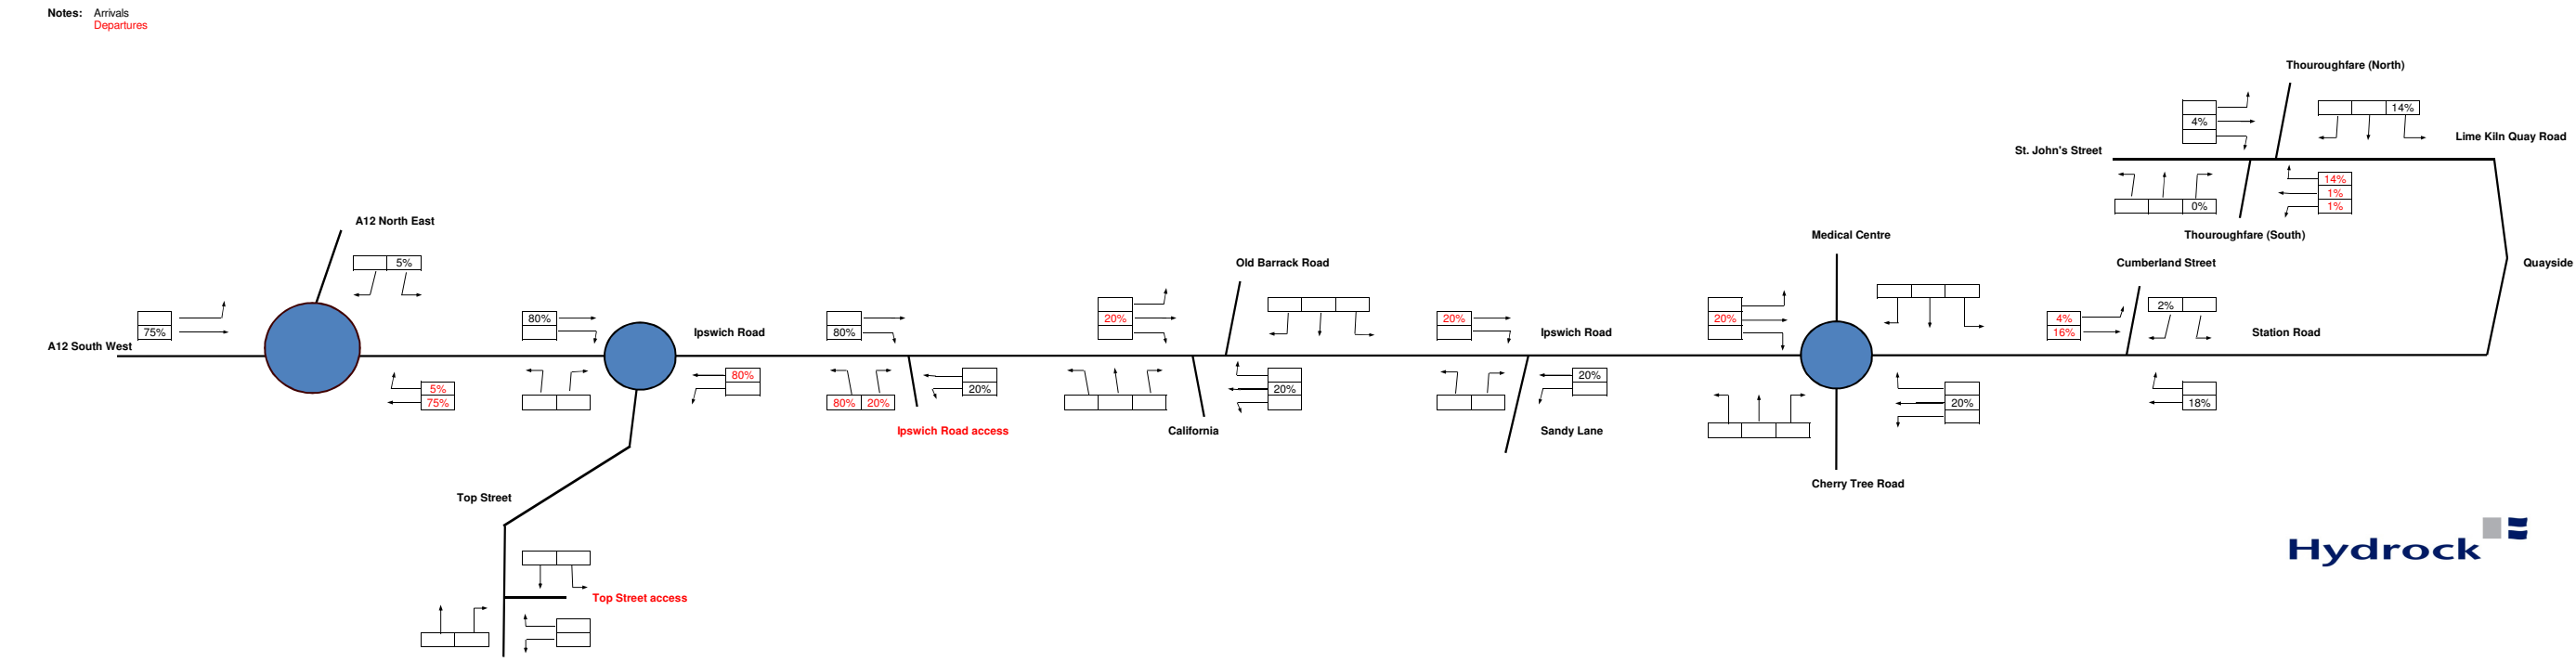 Notes: Arrivals
Departures
Thouroughfare (North)
14%
4%
Lime Kiln Quay Road
St. John's Street
14%
1%
0%
1%
A12 North East
Thouroughfare (South)
Medical Centre
5%
Old Barrack Road
Cumberland Street
Quayside
2%
80%
20%
20%
20%
4%
75%
80%
Ipswich Road
Ipswich Road
16%
Station Road
A12 South West
80%
20%
5%
20%
20%
75%
80% 20%
20%
18%
Ipswich Road access
California
Sandy Lane
Cherry Tree Road
Top Street
Hydrock
Top Street access